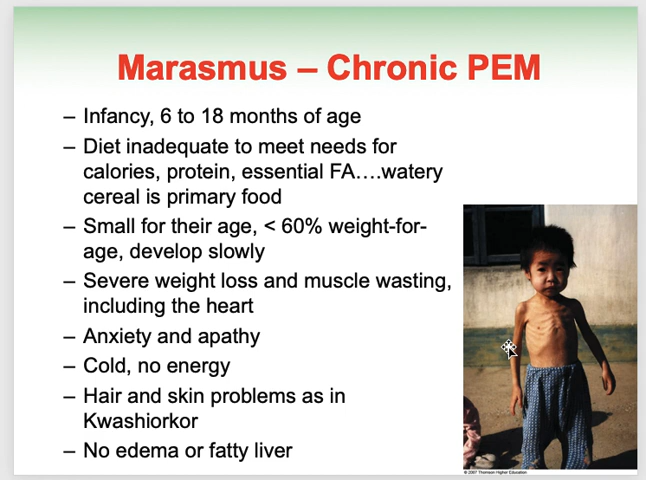 Marasmus – Chronic PEM
– Infancy, 6 to 18 months of age
– Diet inadequate to meet needs for
calories, protein, essential FA….watery
cereal is primary food
– Small for their age, < 60% weight-for-
age, develop slowly
– Severe weight loss and muscle wasting,
including the heart
– Anxiety and apathy
– Cold, no energy
– Hair and skin problems as in
Kwashiorkor
– No edema or fatty liver
© 2007 Thomson Higher Education